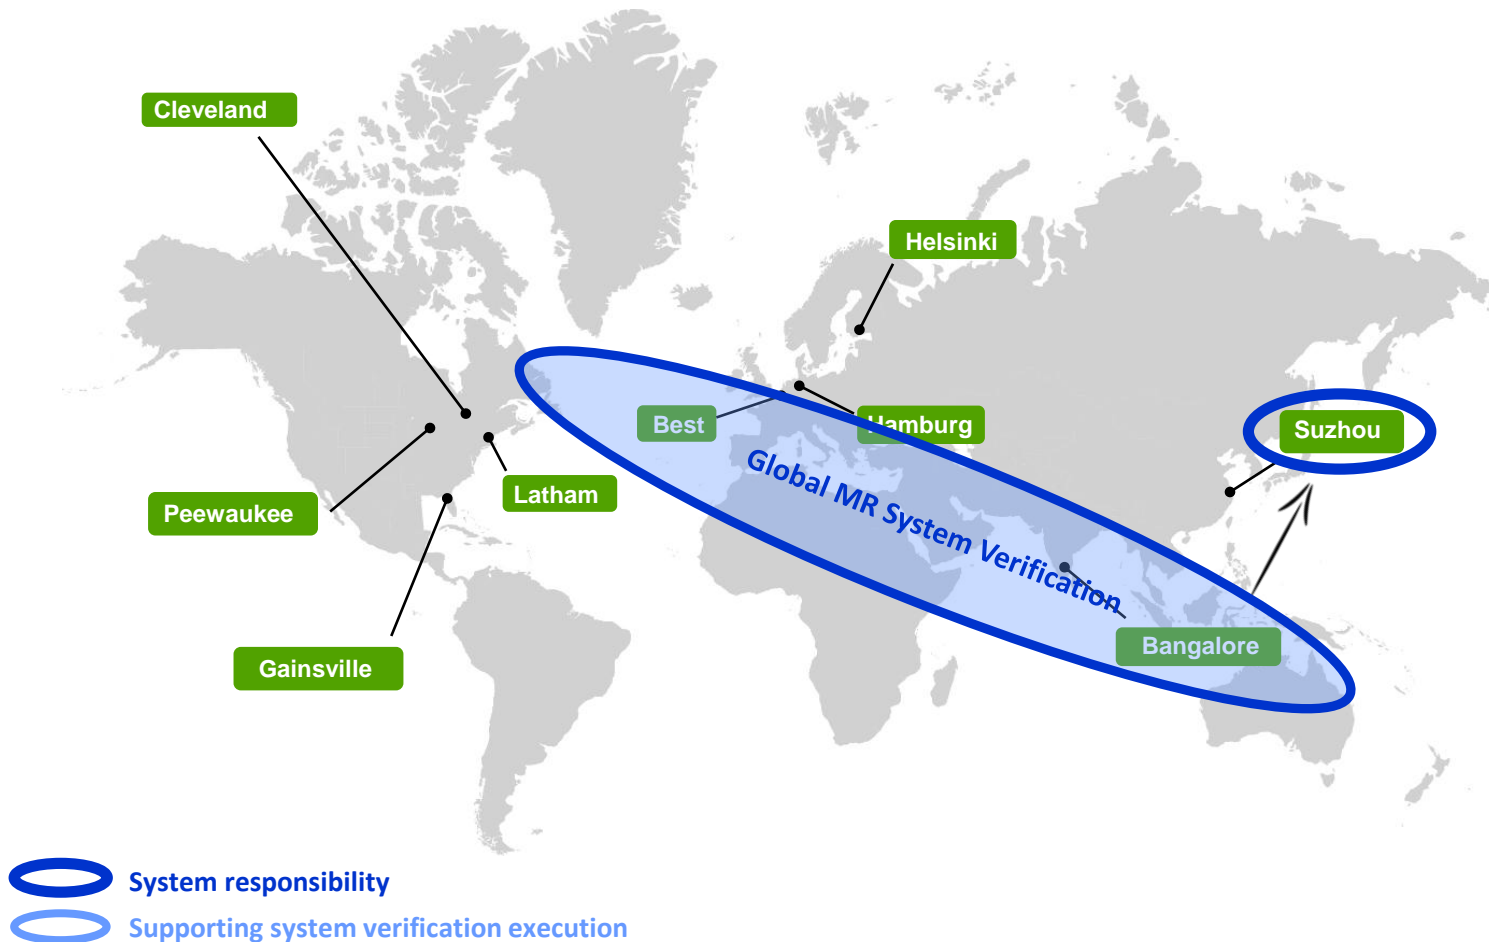 Cleveland
Helsinki
Best
Hamburg
Suzhou
Global MR System Verification
Latham
Peewaukee
Bangalore
Gainsville
System responsibility
Supporting system verification execution